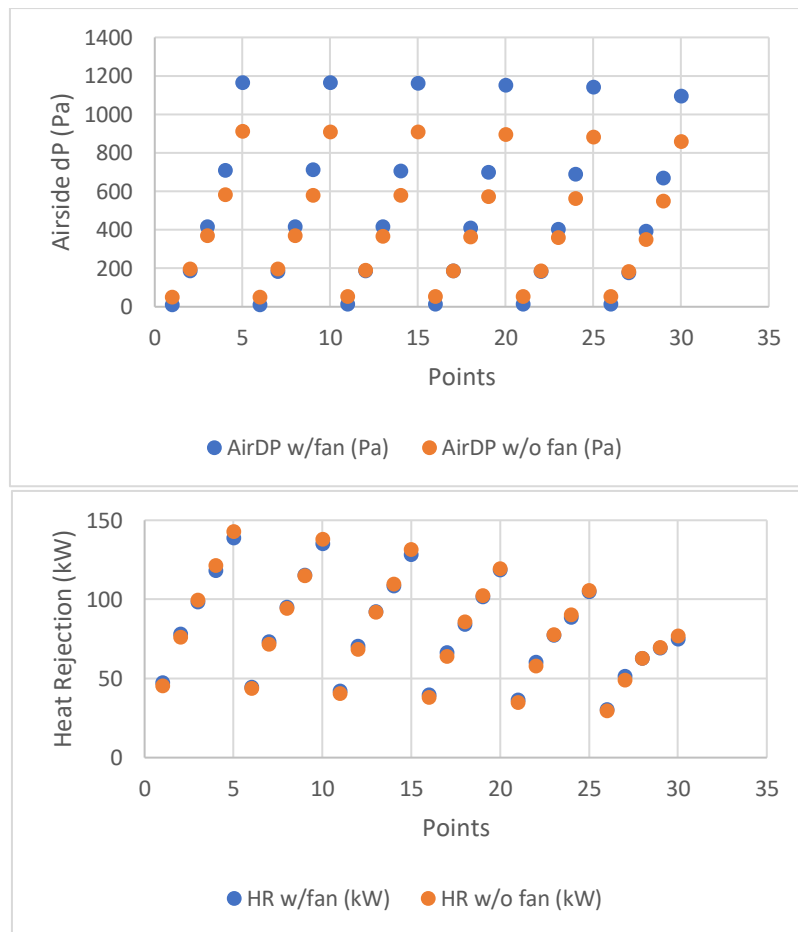 1400
1200
1000
800
600
400
200
0
Airside dP (Pa)
0 5 10 15 20 25 30 35
Points
AirDP w/fan (Pa) AirDP w/o fan (Pa)
150
100
50
0
Heat Rejection (kW)
0 5 10 15 20 25 30 35
Points
HR w/fan (kW) HR w/o fan (kW)